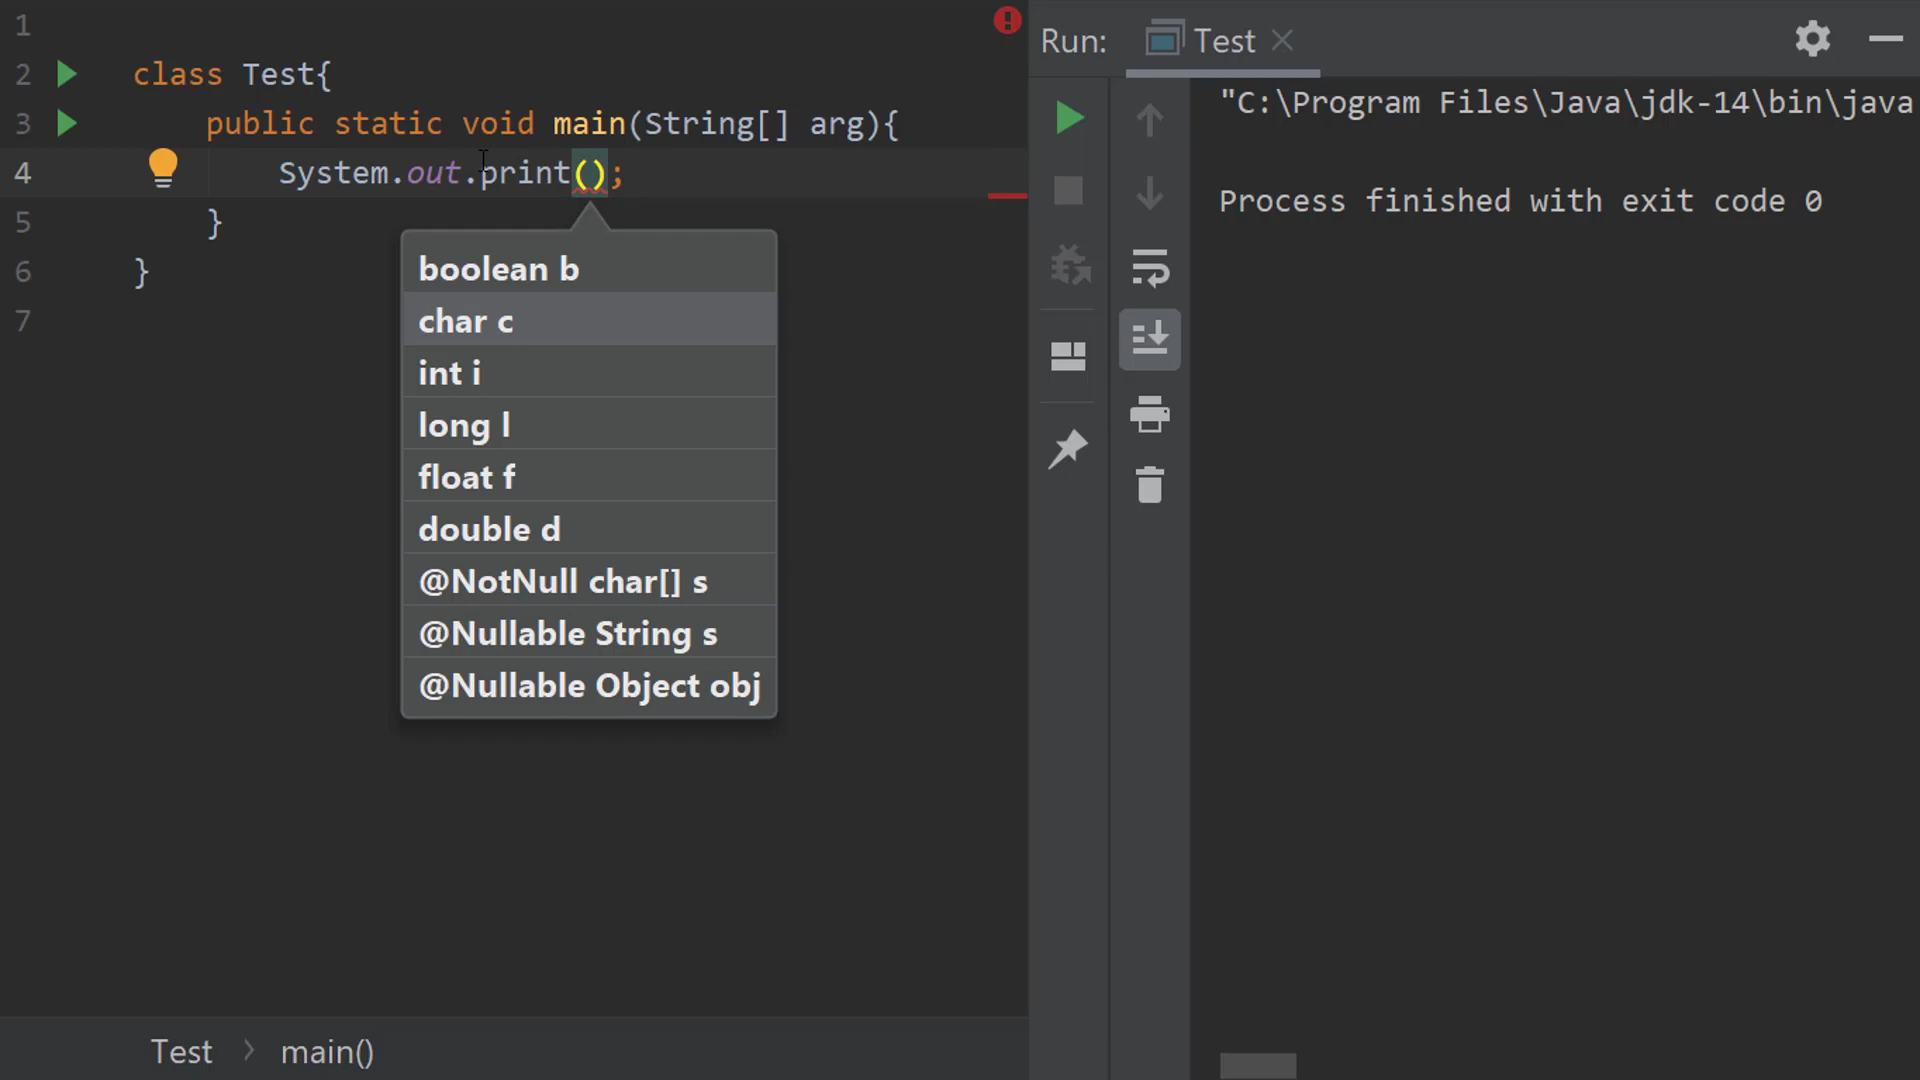 1
2 class Test{
3 public static void main(String[] arg){
4 System.out.print();
5 }
6 }
7
boolean b
char c
int i
long l
float f
double d
@NotNull char[] s
@Nullable String s
@Nullable Object obj
Test > main()
Run: Test
"C:\Program Files\Java\jdk-14\bin\java
Process finished with exit code 0